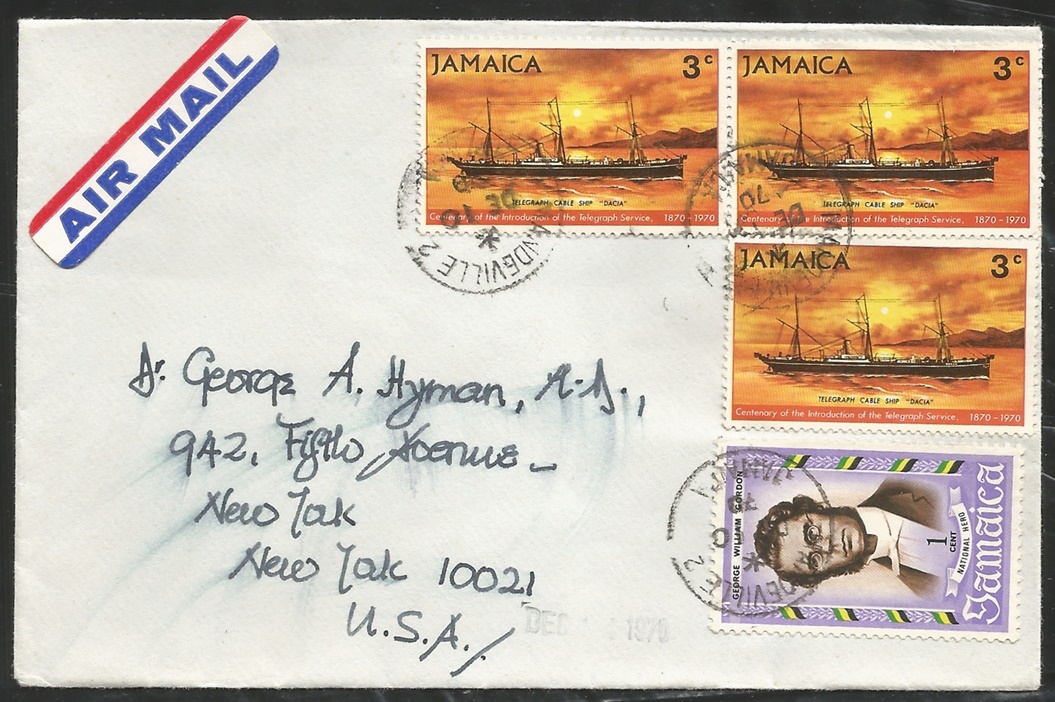 AIR MAIL
JAMAICA 3c
TELEGRAPH CABLE SHIP "DACIA"
Centenary of the Introduction of the Telegraph Service, 1870-1970
JAMAICA 3c
TELEGRAPH CABLE SHIP "DACIA"
Centenary of the Introduction of the Telegraph Service, 1870-1970
JAMAICA 3c
TELEGRAPH CABLE SHIP "DACIA"
Centenary of the Introduction of the Telegraph Service, 1870-1970
MANDEVILLE 2
Dr. George A. Hyman, M.D.,
942, Fifth Avenue -
New York
New York 10021
U.S.A./
DEC 1970
GEORGE WILLIAM GORDON
1 CENT
NATIONAL HERO
Jamaica